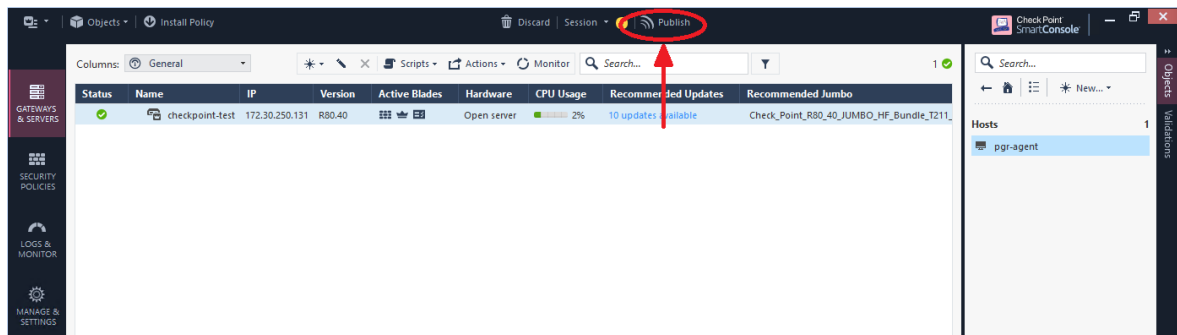 Objects Install Policy Discard Session Publish Check Point
SmartConsole
Columns: General Scripts Actions Monitor Search... 1 Search...
New...
Status Name IP Version Active Blades Hardware CPU Usage Recommended Updates Recommended Jumbo
checkpoint-test 172.30.250.131 R80.40 Open server 2% 10 updates available Check_Point_R80_40_JUMBO_HF_Bundle_T211_
Hosts 1
pgr-agent
GATEWAYS
& SERVERS
SECURITY
POLICIES
LOGS &
MONITOR
MANAGE &
SETTINGS
Objects
Validations